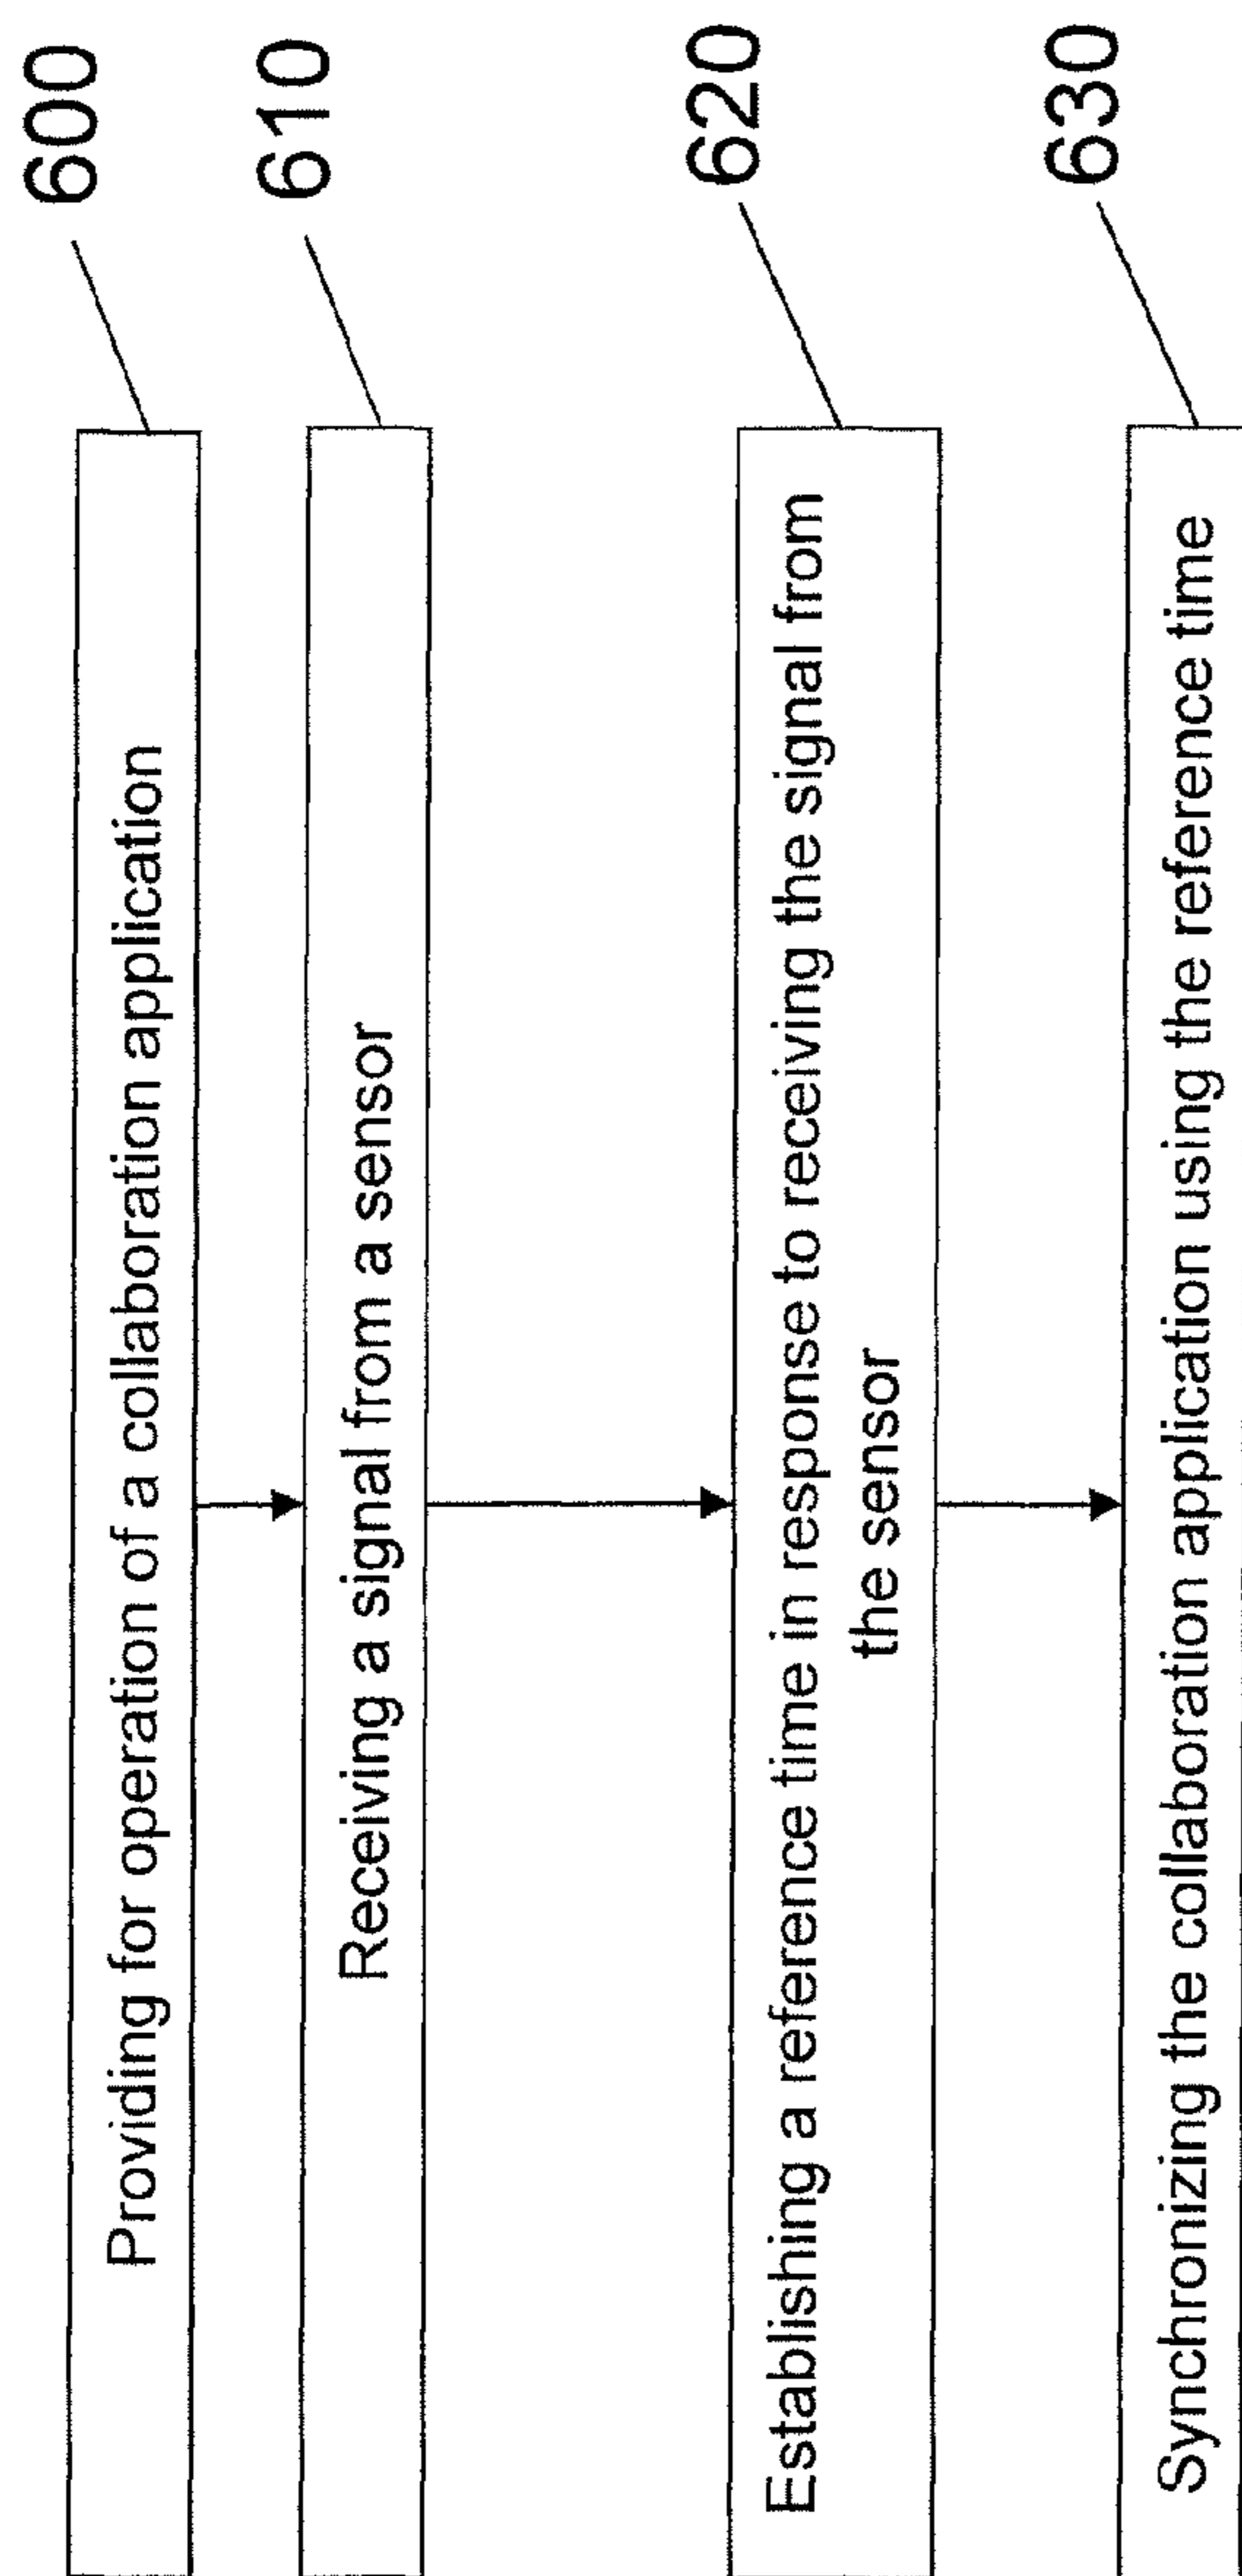 Providing for operation of a collaboration application
600
Receiving a signal from a sensor
610
Establishing a reference time in response to receiving the signal from
the sensor
620
Synchronizing the collaboration application using the reference time
630